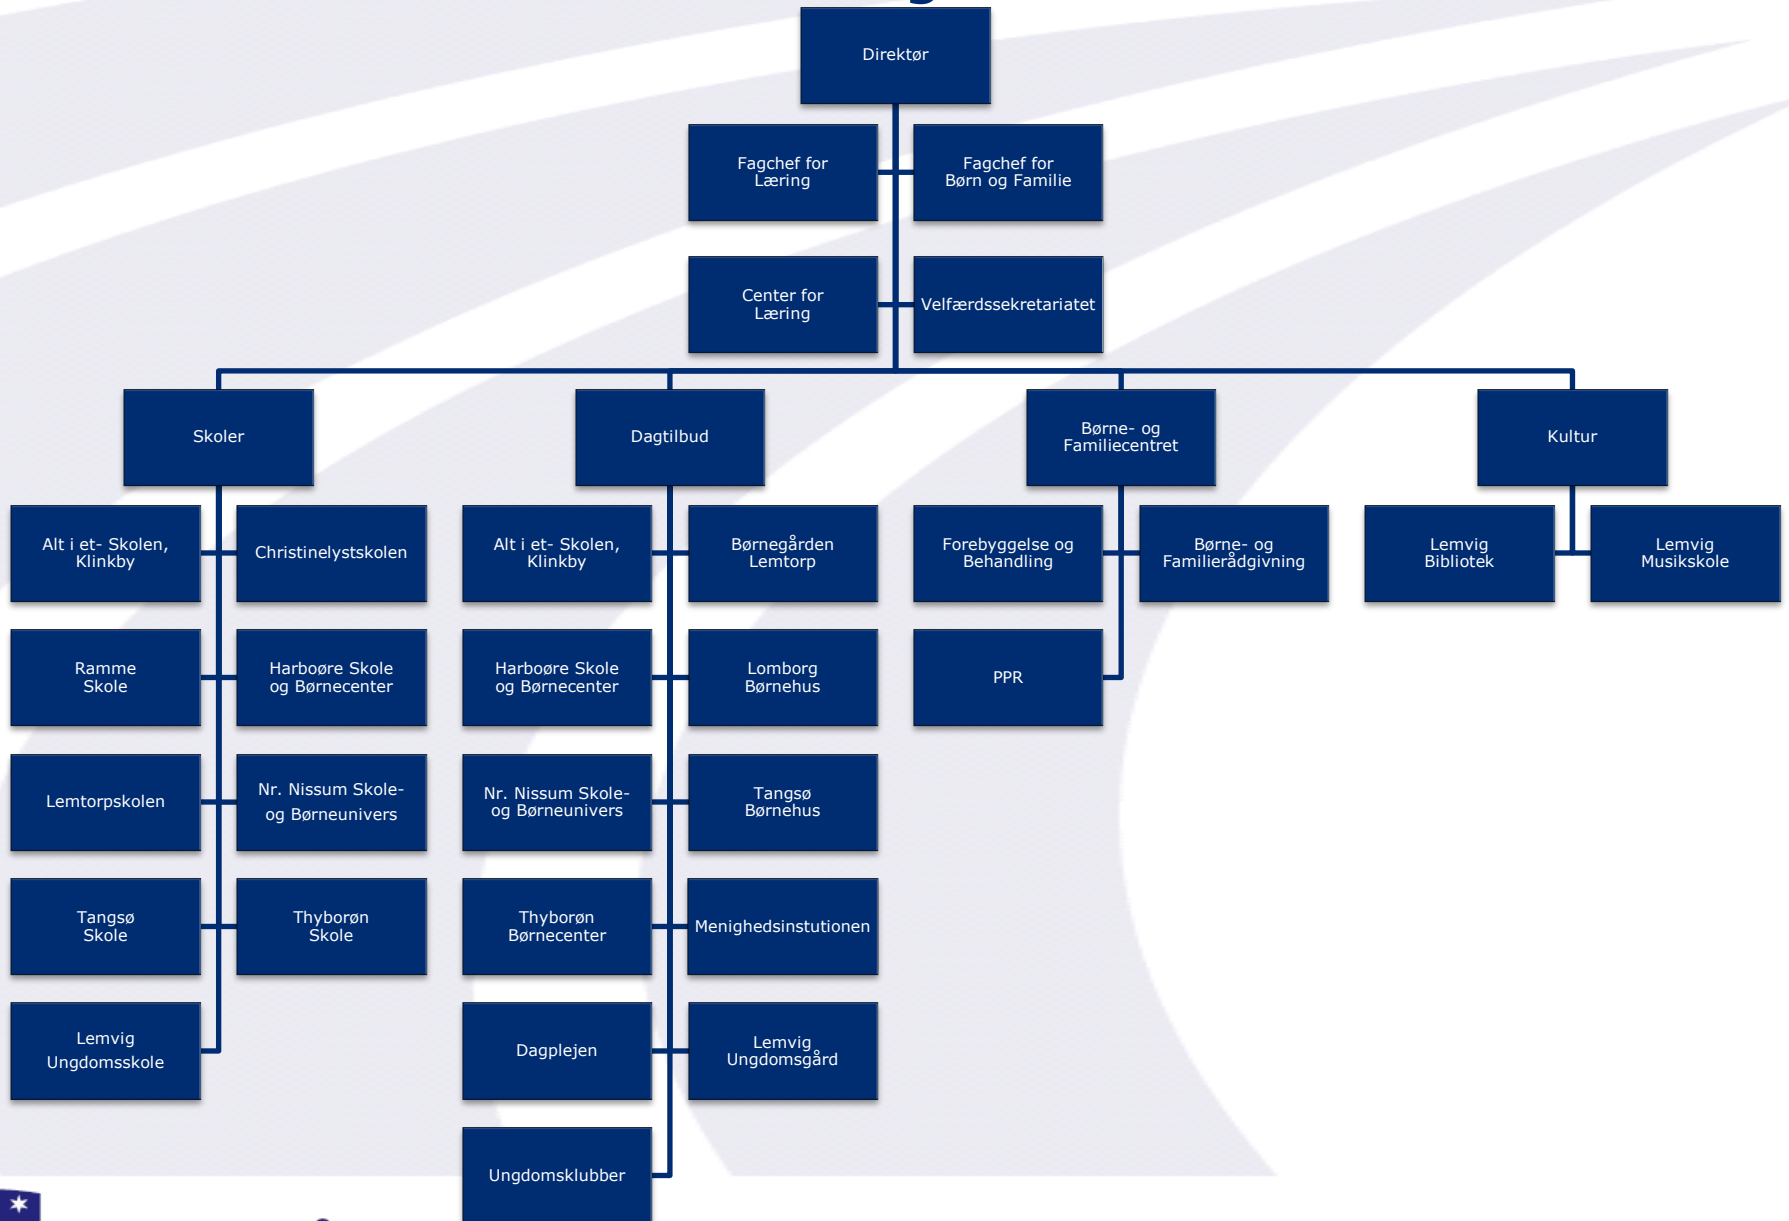 Direktør
Fagchef for
Læring
Fagchef for
Børn og Familie
Center for
Læring
Velfærdssekretariatet
Skoler
Dagtilbud
Børne- og
Familiecentret
Kultur
Alt i et- Skolen,
Klinkby
Christinelystskolen
Ramme
Skole
Harboøre Skole
og Børnecenter
Lemtorpskolen
Nr. Nissum Skole-
og Børneunivers
Tangsø
Skole
Thyborøn
Skole
Lemvig
Ungdomsskole
Alt i et- Skolen,
Klinkby
Børnegården
Lemtorp
Harboøre Skole
og Børnecenter
Lomborg
Børnehus
Nr. Nissum Skole-
og Børneunivers
Tangsø
Børnehus
Thyborøn
Børnecenter
Menighedsinstutionen
Dagplejen
Lemvig
Ungdomsgård
Ungdomsklubber
Forebyggelse og
Behandling
Børne- og
Familierådgivning
PPR
Lemvig
Bibliotek
Lemvig
Musikskole